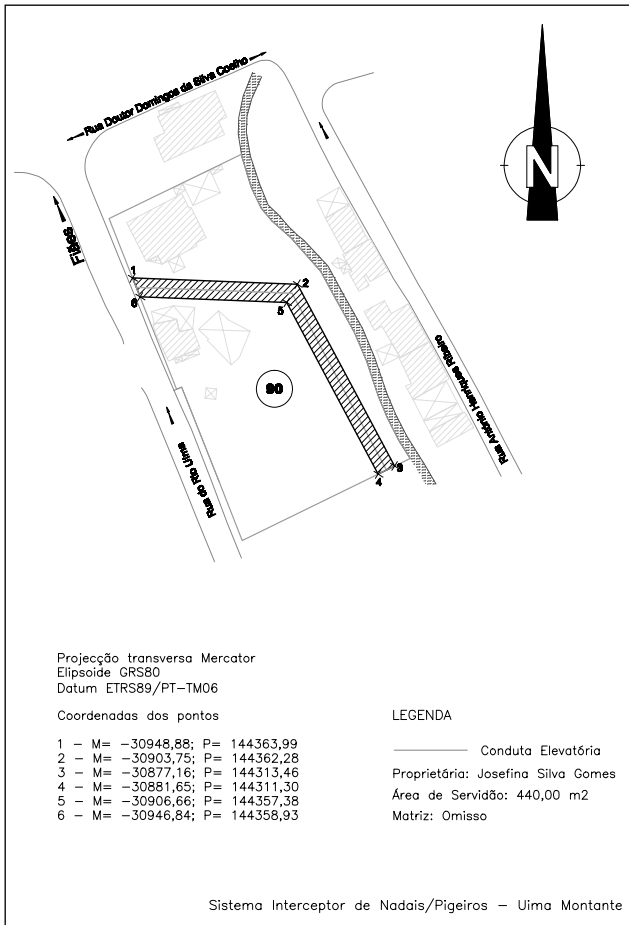 Rua Doutor Domingos da Silva Coelho
N
Fiães
1
2
6
5
90
Rua António Henriques Ribeiro
Rua do Rio Uíma
3
4
Projecção transversa Mercator
Elipsoide GRS80
Datum ETRS89/PT-TM06
Coordenadas dos pontos
1 - M= -30948,88; P= 144363,99
2 - M= -30903,75; P= 144362,28
3 - M= -30877,16; P= 144313,46
4 - M= -30881,65; P= 144311,30
5 - M= -30906,66; P= 144357,38
6 - M= -30946,84; P= 144358,93
LEGENDA
Conduta Elevatória
Proprietária: Josefina Silva Gomes
Área de Servidão: 440,00 m2
Matriz: Omisso
Sistema Interceptor de Nadais/Pigeiros - Uima Montante